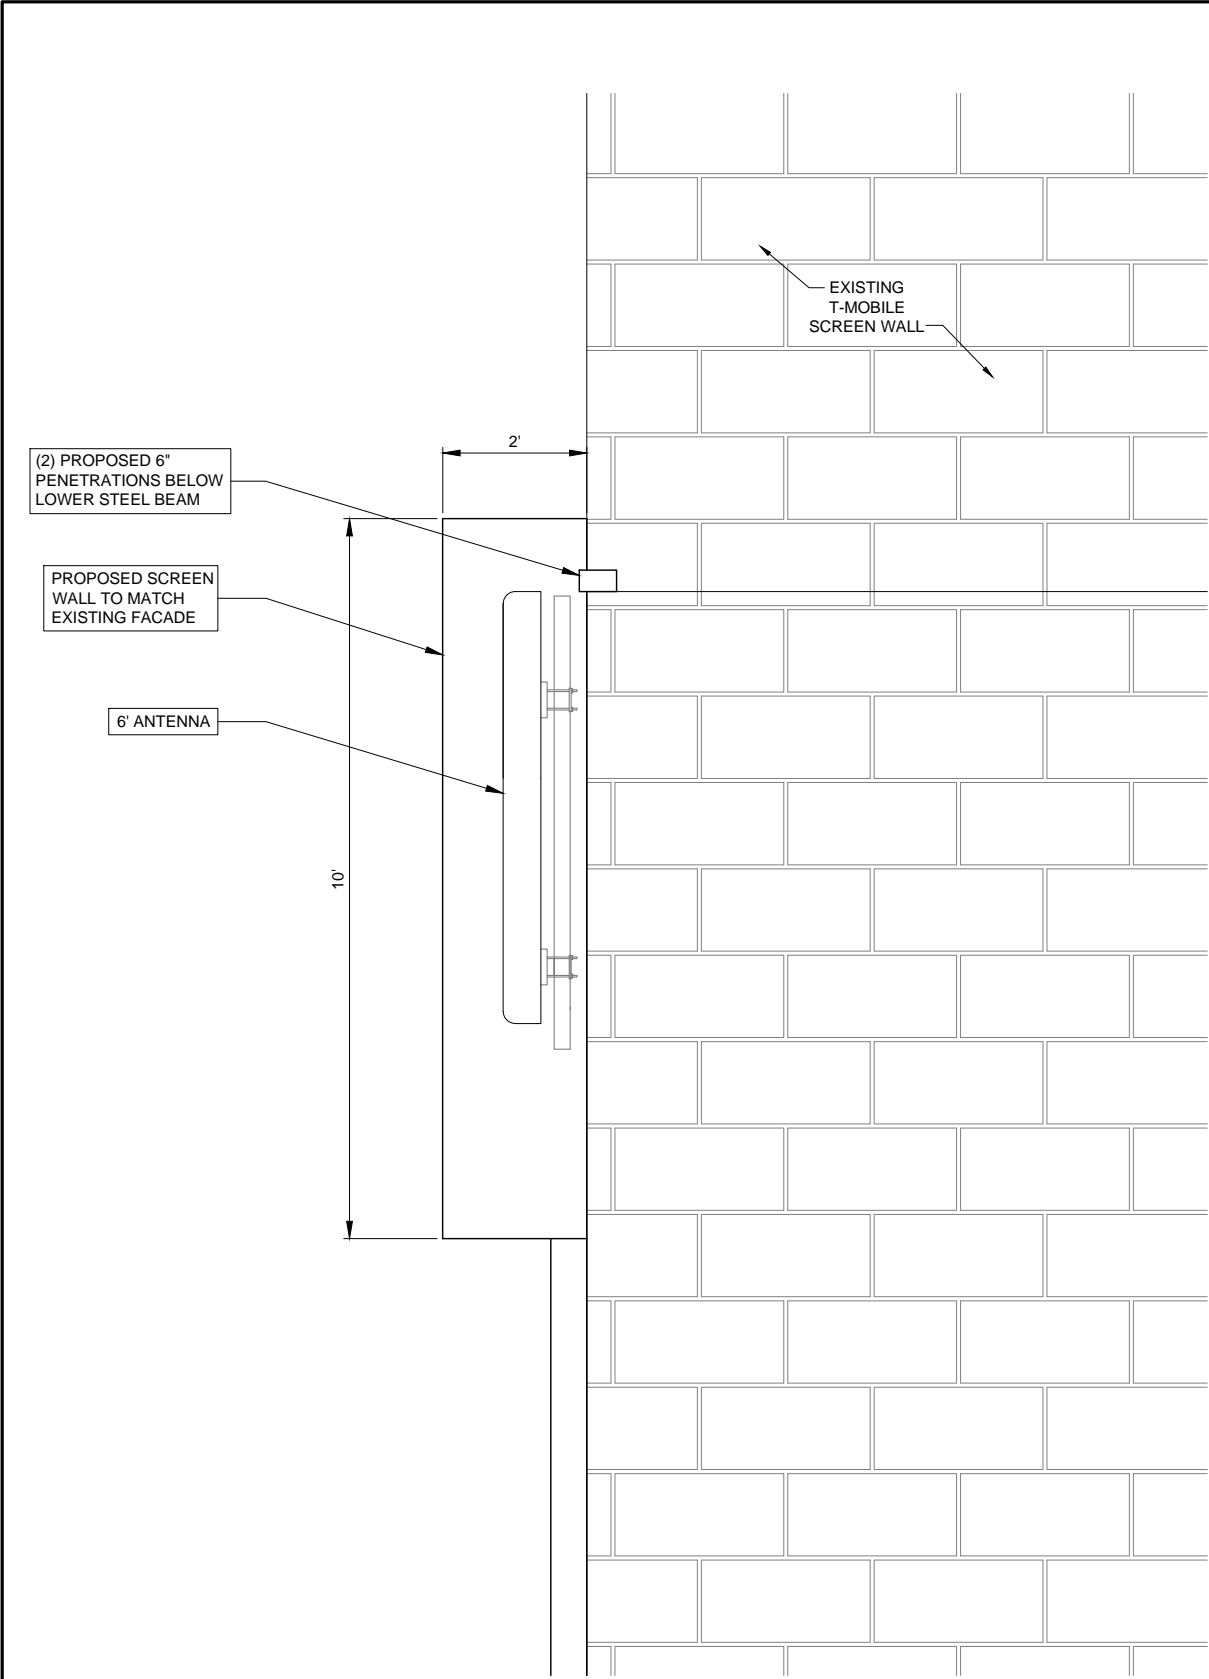 EXISTING
T-MOBILE
SCREEN WALL
2'
(2) PROPOSED 6"
PENETRATIONS BELOW
LOWER STEEL BEAM
PROPOSED SCREEN
WALL TO MATCH
EXISTING FACADE
6' ANTENNA
10'